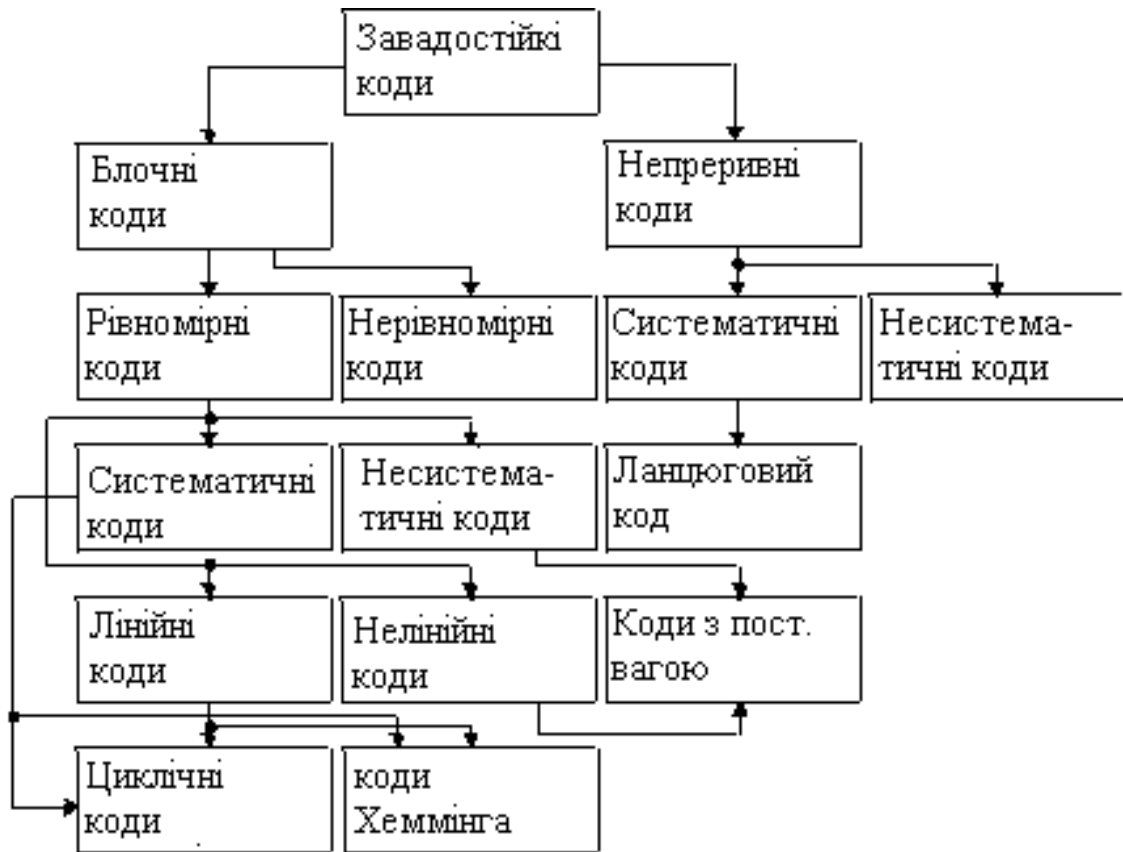 Завадостійкі
коди
Блочні
коди
Непреривні
коди
Рівномірні
коди
Нерівномірні
коди
Систематичні
коди
Несистема-
тичні коди
Систематичні
коди
Несистема-
тичні коди
Ланцюговий
код
Лінійні
коди
Нелінійні
коди
Коди з пост.
вагою
Циклічні
коди
коди
Хеммінга